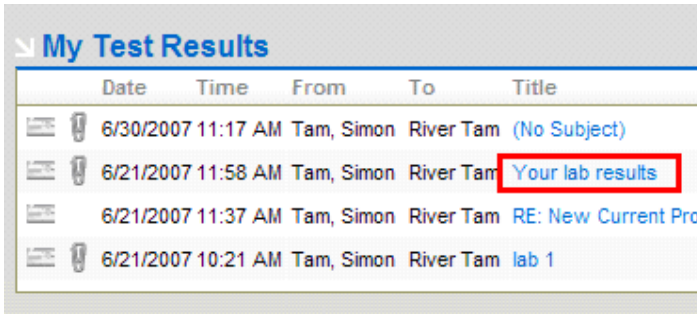 My Test Results
Date Time From To Title
6/30/2007 11:17 AM Tam, Simon River Tam (No Subject)
6/21/2007 11:58 AM Tam, Simon River Tam Your lab results
6/21/2007 11:37 AM Tam, Simon River Tam RE: New Current Pro
6/21/2007 10:21 AM Tam, Simon River Tam lab 1